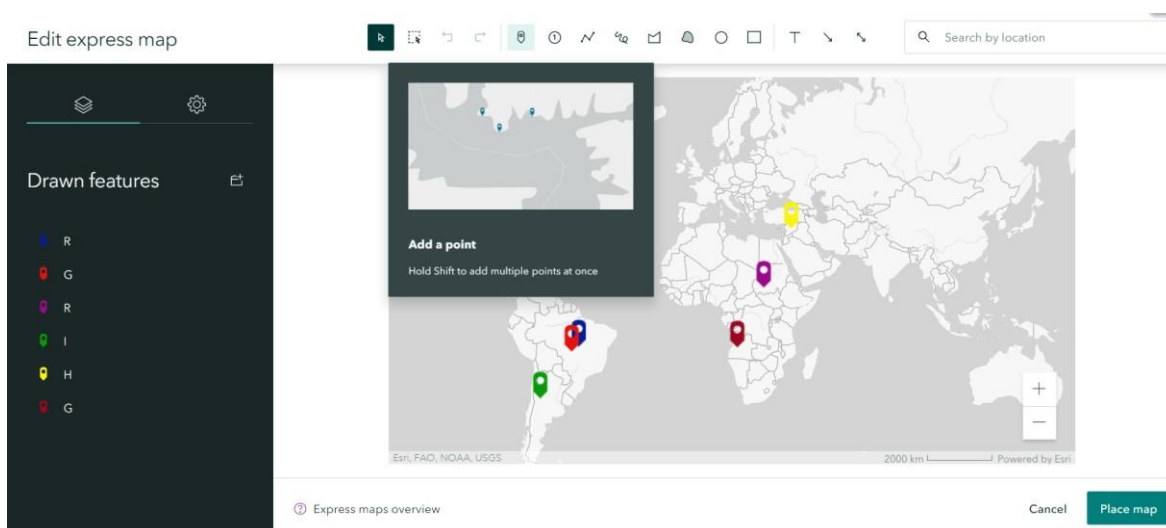 Edit express map
1
T
Search by location
Drawn features
R
G
R
I
H
G
Add a point
Hold Shift to add multiple points at once
Esri, FAO, NOAA, USGS
2000 km
Powered by Esri
+
−
Express maps overview
Cancel
Place map